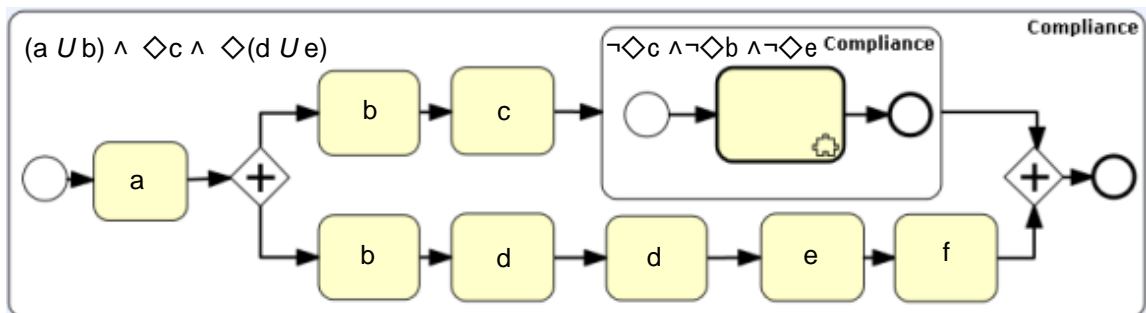 Compliance
(a U b) ∧ ◇c ∧ ◇(d U e)
¬◇c ∧¬◇b ∧¬◇e Compliance
b
c
a
b
d
d
e
f